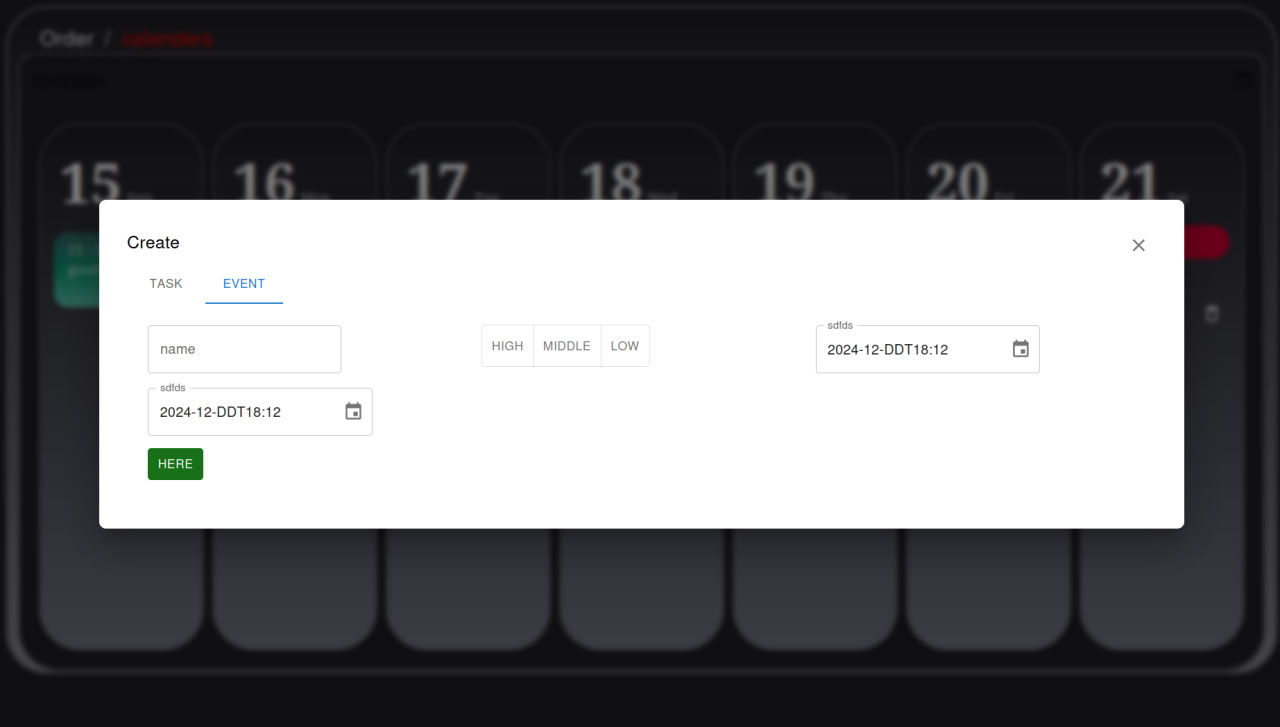 Order / calenders
15 16 17 18 19 20 21
Create
TASK EVENT
name
HIGH MIDDLE LOW
sdfds
2024-12-DDT18:12
sdfds
2024-12-DDT18:12
HERE